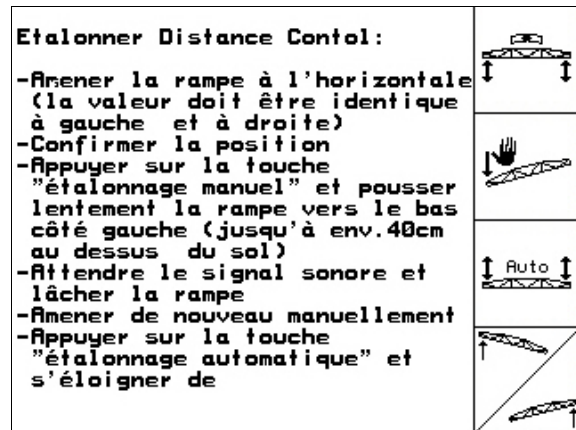 Etalonner Distance Contol:
-Amener la rampe à l'horizontale
(la valeur doit être identique
à gauche et à droite)
-Confirmer la position
-Appuyer sur la touche
"étalonnage manuel" et pousser
lentement la rampe vers le bas
côté gauche (jusqu'à env.40cm
au dessus du sol)
-Attendre le signal sonore et
lâcher la rampe
-Amener de nouveau manuellement
-Appuyer sur la touche
"étalonnage automatique" et
s'éloigner de
Auto